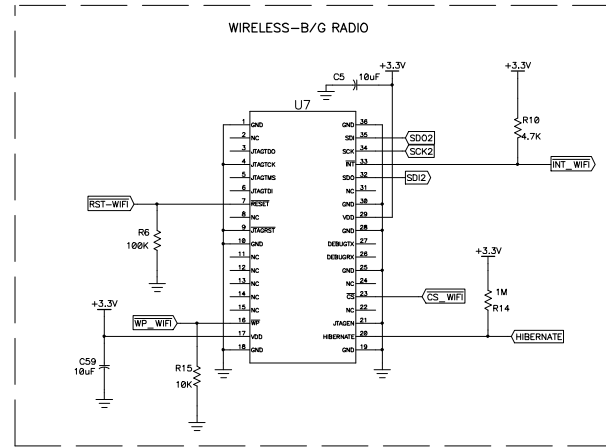 WIRELESS-B/G RADIO
C5 10uF
+3.3V
+3.3V
U7
R10
4.7K
1 GND
2 NC
3 JTAGTDO
4 JTAGTCK
5 JTAGTMS
6 JTAGTDI
7 RESET
8 NC
9 JTAGRST
10 GND
11 NC
12 NC
13 NC
14 NC
15 NC
16 WP
17 VDD
18 GND
GND 36
SDI 35
SCK 34
INT 33
SDO 32
NC 31
GND 30
VDD 29
GND 28
DEBUGTX 27
DEBUGRX 26
GND 25
NC 24
CS 23
NC 22
JTAGEN 21
HIBERNATE 20
GND 19
SDO2
SCK2
INT_WIFI
SDI2
RST-WIFI
R6
100K
+3.3V
CS_WIFI
1M
R14
HIBERNATE
+3.3V
WP_WIFI
C59
10uF
R15
10K